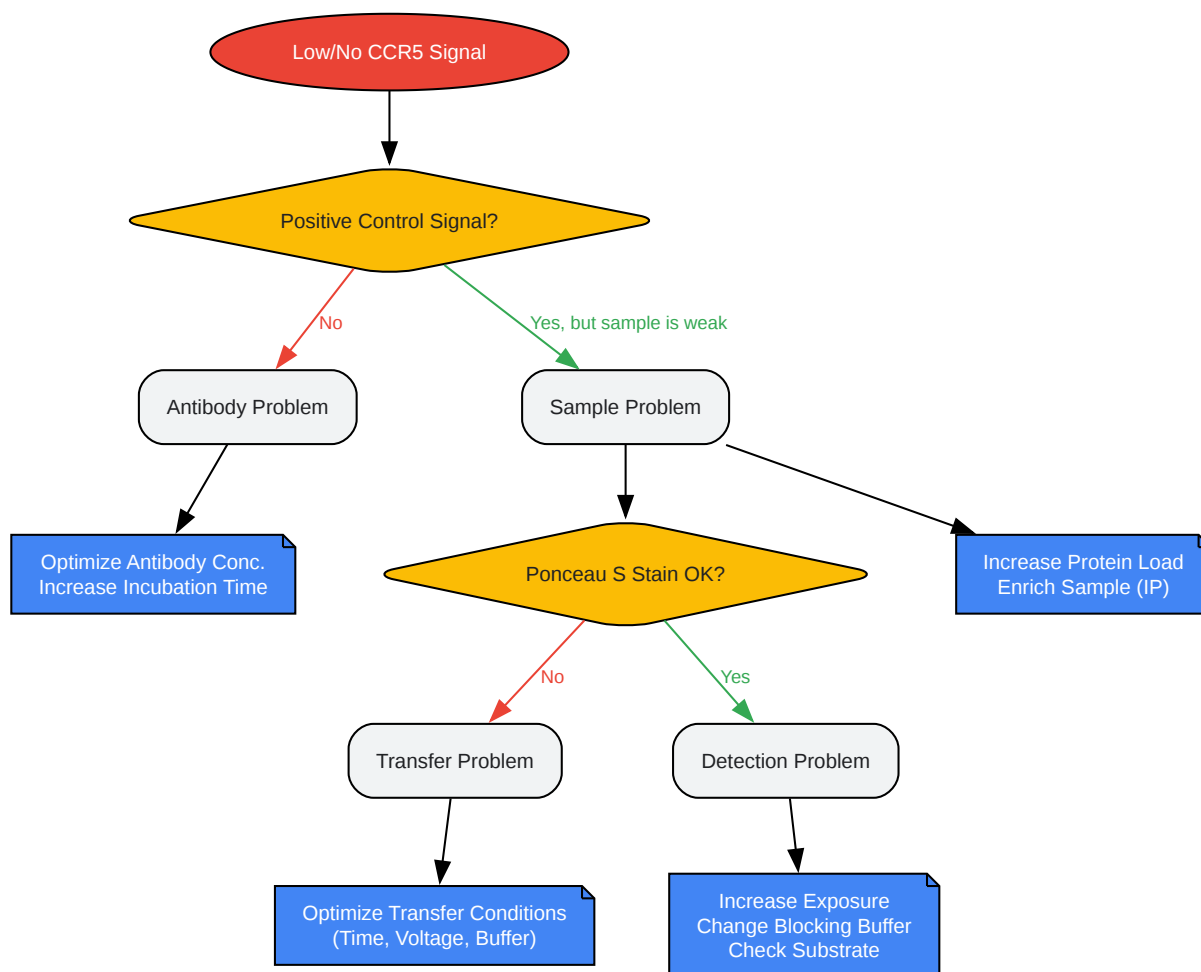 Low/No CCR5 Signal
Positive Control Signal?
No
Yes, but sample is weak
Antibody Problem
Sample Problem
Optimize Antibody Conc.
Increase Incubation Time
Ponceau S Stain OK?
Increase Protein Load
Enrich Sample (IP)
No
Yes
Transfer Problem
Detection Problem
Optimize Transfer Conditions
(Time, Voltage, Buffer)
Increase Exposure
Change Blocking Buffer
Check Substrate